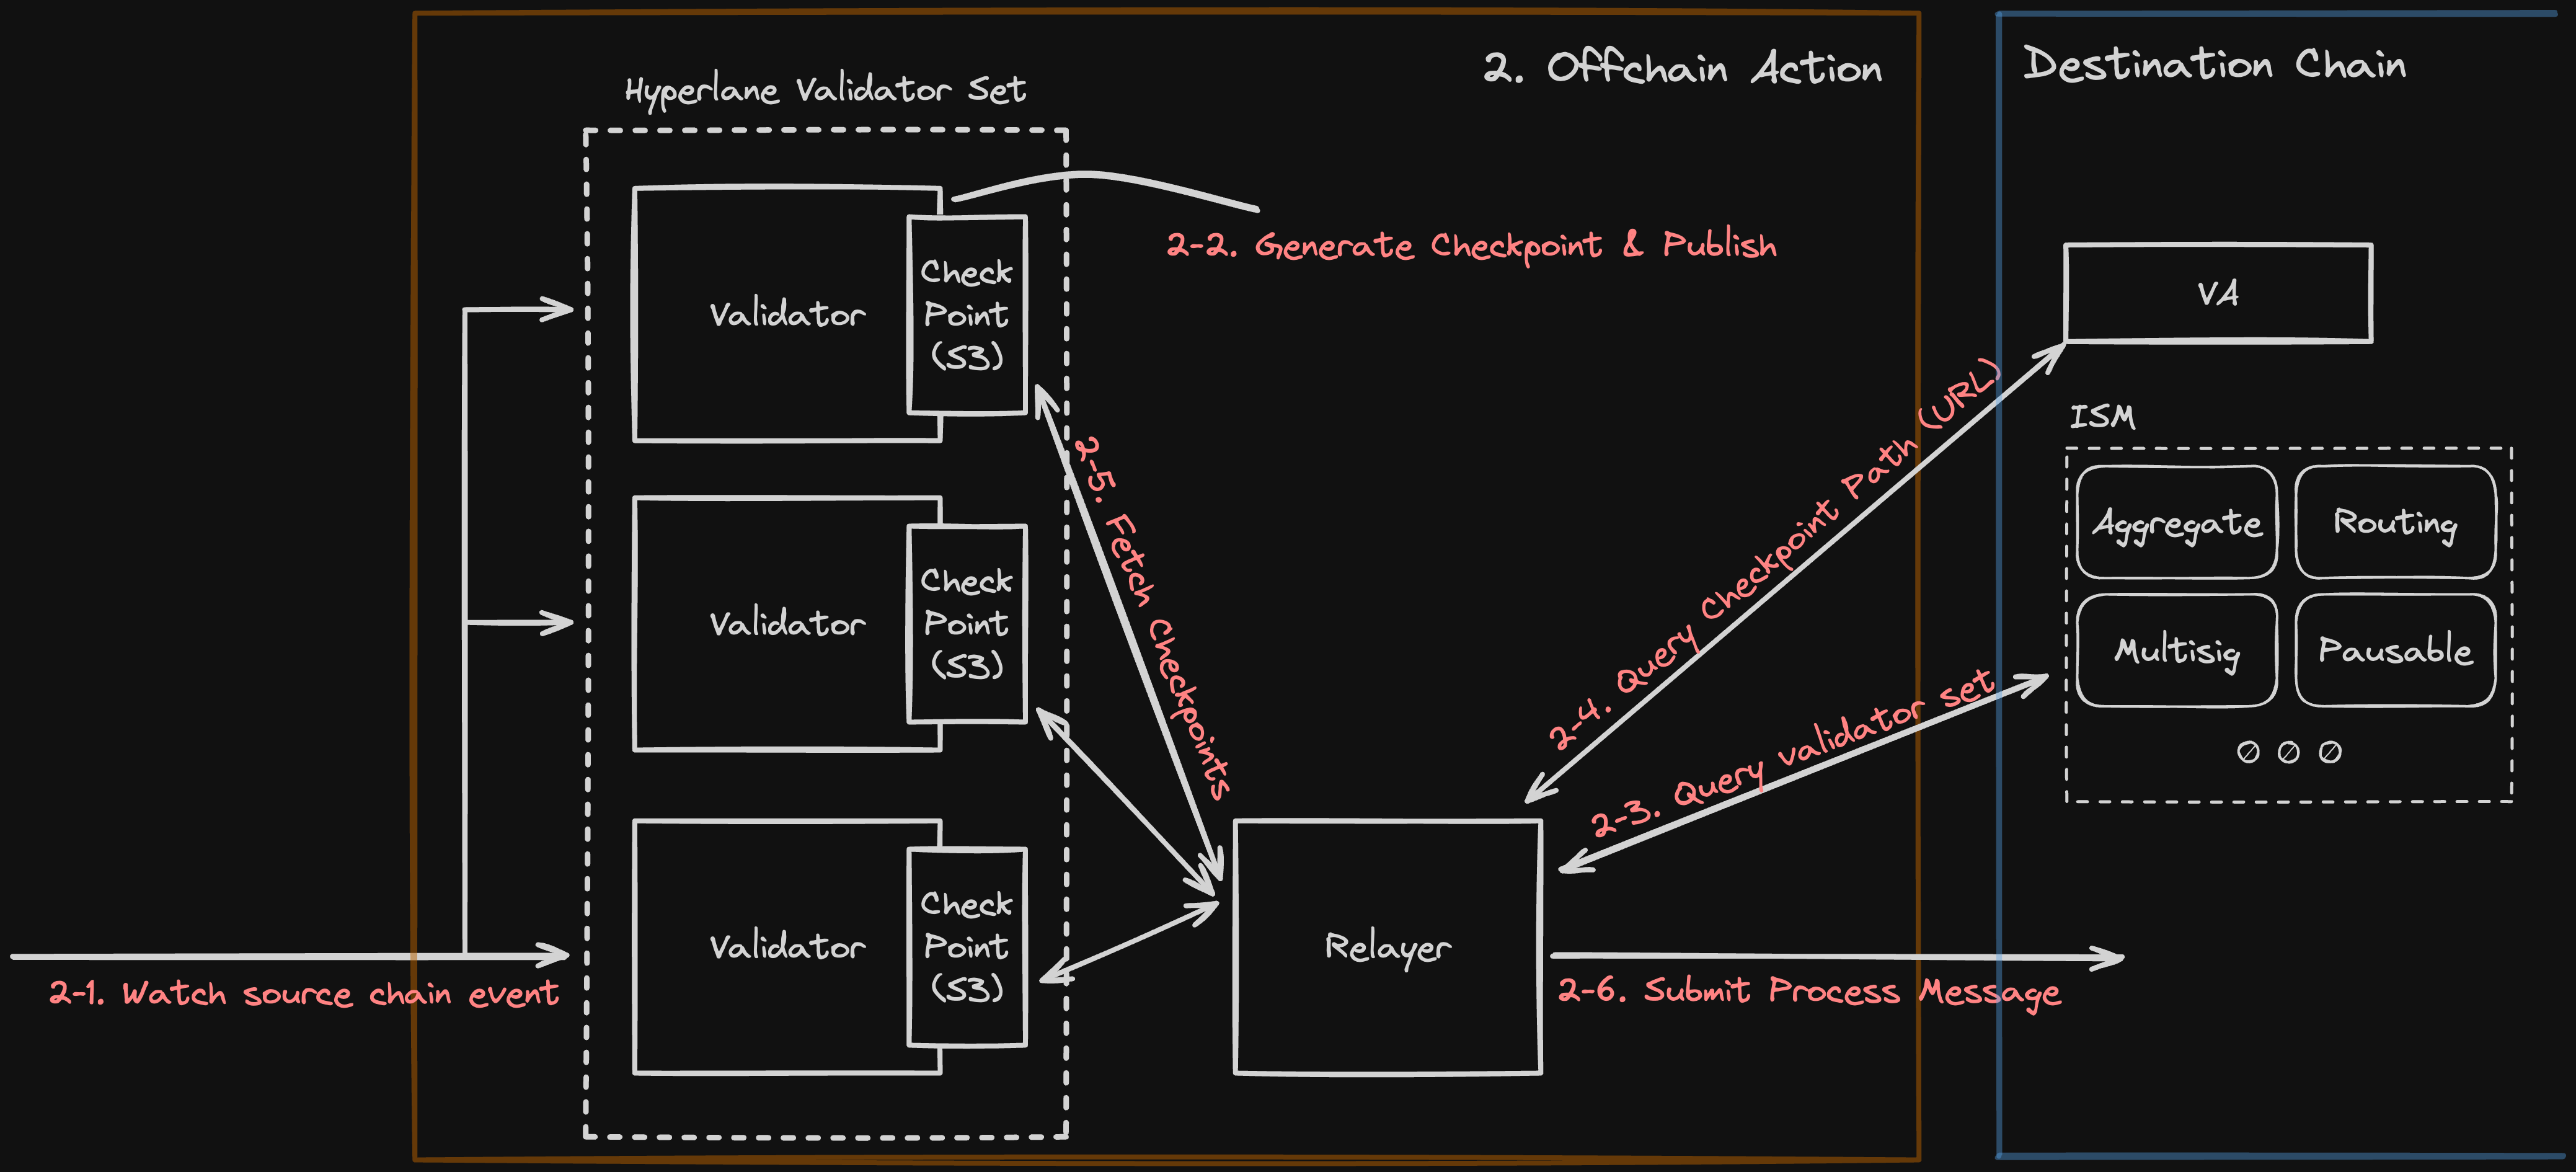 2. Offchain Action
Destination Chain
Hyperlane Validator Set
Validator
Check
Point
(S3)
2-2. Generate Checkpoint & Publish
Validator
Check
Point
(S3)
Validator
Check
Point
(S3)
2-1. Watch source chain event
2-5. Fetch Checkpoints
Relayer
2-4. Query Checkpoint Path (URL)
2-3. Query validator set
2-6. Submit Process Message
VA
ISM
Aggregate
Routing
Multisig
Pausable